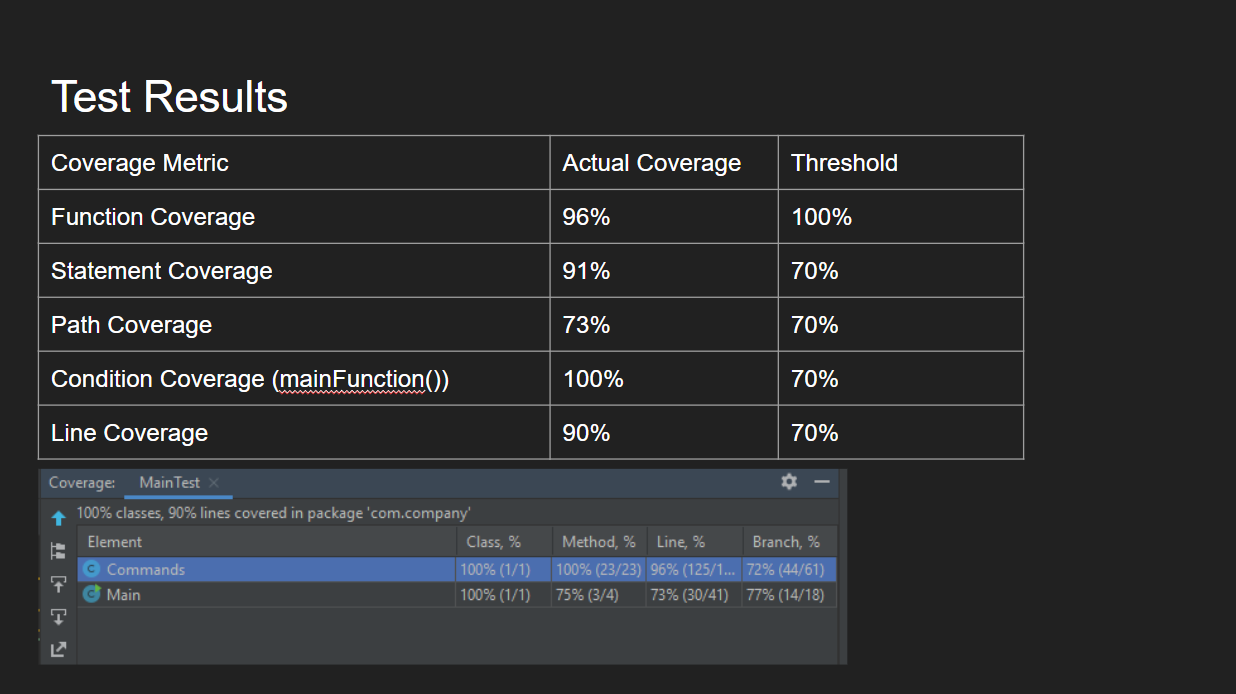 Test Results
Coverage Metric Actual Coverage Threshold
Function Coverage 96% 100%
Statement Coverage 91% 70%
Path Coverage 73% 70%
Condition Coverage (mainFunction()) 100% 70%
Line Coverage 90% 70%
Coverage: MainTest
100% classes, 90% lines covered in package 'com.company'
Element Class, % Method, % Line, % Branch, %
C Commands 100% (1/1) 100% (23/23) 96% (125/1... 72% (44/61)
C Main 100% (1/1) 75% (3/4) 73% (30/41) 77% (14/18)